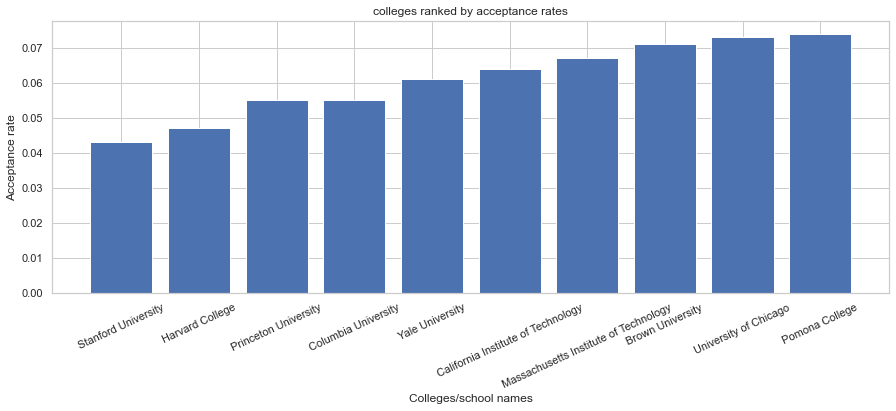 colleges ranked by acceptance rates
Acceptance rate
0.07
0.06
0.05
0.04
0.03
0.02
0.01
0.00
Stanford University
Harvard College
Princeton University
Columbia University
Yale University
California Institute of Technology
Massachusetts Institute of Technology
Brown University
University of Chicago
Pomona College
Colleges/school names